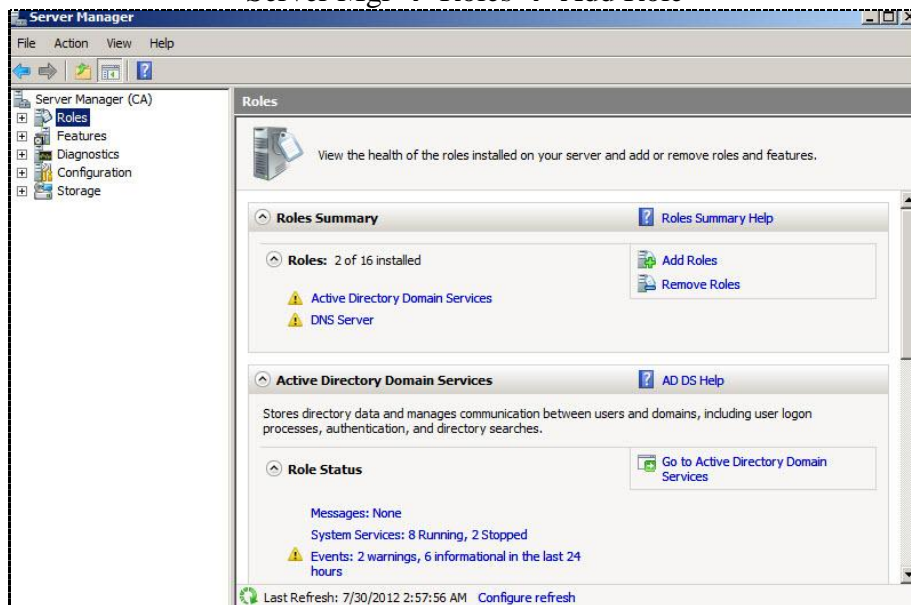 Server Mgr -> Roles -> Add Role
Server Manager
File Action View Help
Server Manager (CA)
Roles
Features
Diagnostics
Configuration
Storage
Roles
View the health of the roles installed on your server and add or remove roles and features.
Roles Summary
Roles Summary Help
Roles: 2 of 16 installed
Add Roles
Remove Roles
Active Directory Domain Services
DNS Server
Active Directory Domain Services
AD DS Help
Stores directory data and manages communication between users and domains, including user logon
processes, authentication, and directory searches.
Role Status
Go to Active Directory Domain
Services
Messages: None
System Services: 8 Running, 2 Stopped
Events: 2 warnings, 6 informational in the last 24
hours
Last Refresh: 7/30/2012 2:57:56 AM Configure refresh